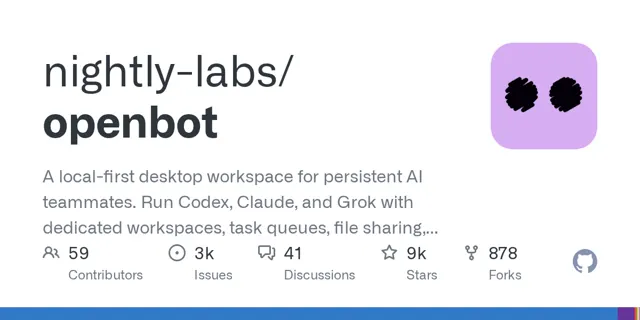 nightly-labs/
openbot
A local-first desktop workspace for persistent AI
teammates. Run Codex, Claude, and Grok with
dedicated workspaces, task queues, file sharing,...
59 3k 41 9k 878
Contributors Issues Discussions Stars Forks